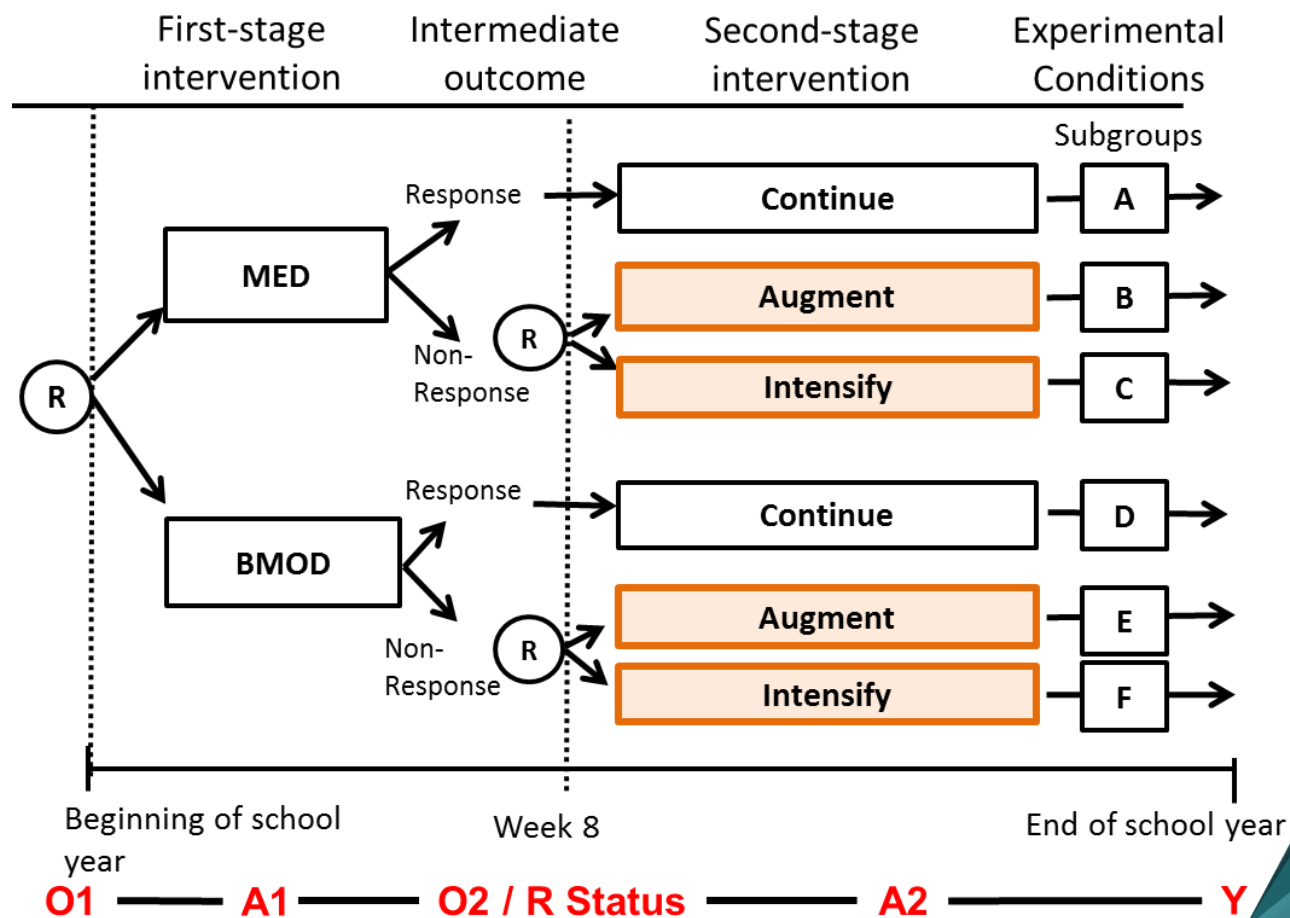 First-stage
intervention
Intermediate
outcome
Second-stage
intervention
Experimental
Conditions
Subgroups
Response
Continue
A
MED
Augment
B
Non-
Response
R
Intensify
C
R
Response
Continue
D
BMOD
Augment
E
Non-
Response
R
Intensify
F
Beginning of school
year
Week 8
End of school year
O1
A1
O2 / R Status
A2
Y